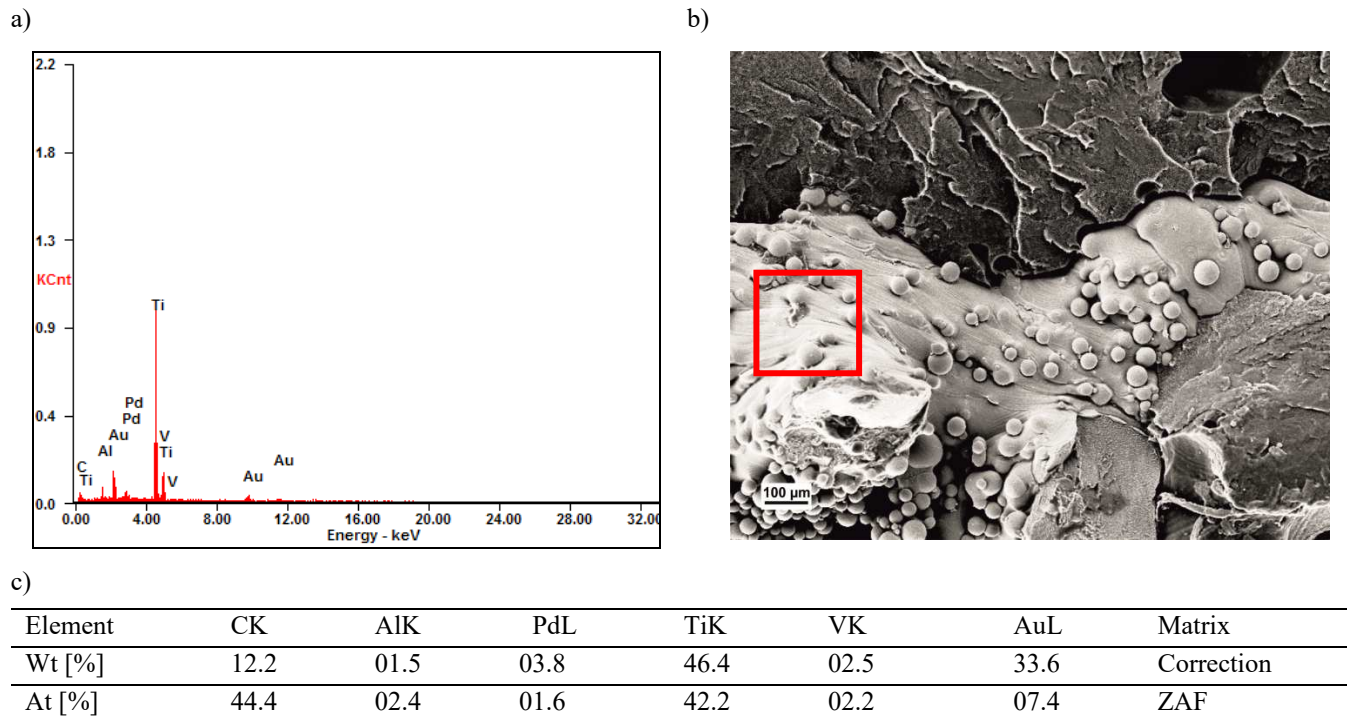 a)
b)
2.2
1.8
1.3
KCnt
0.9
0.4
0.0
Ti
Pd
Pd
Au
Al
C
Ti
V
Ti
V
Au
Au
0.00 4.00 8.00 12.00 16.00 20.00 24.00 28.00 32.00
Energy - keV
100 µm
c)
Element CK AlK PdL TiK VK AuL Matrix
Wt [%] 12.2 01.5 03.8 46.4 02.5 33.6 Correction
At [%] 44.4 02.4 01.6 42.2 02.2 07.4 ZAF